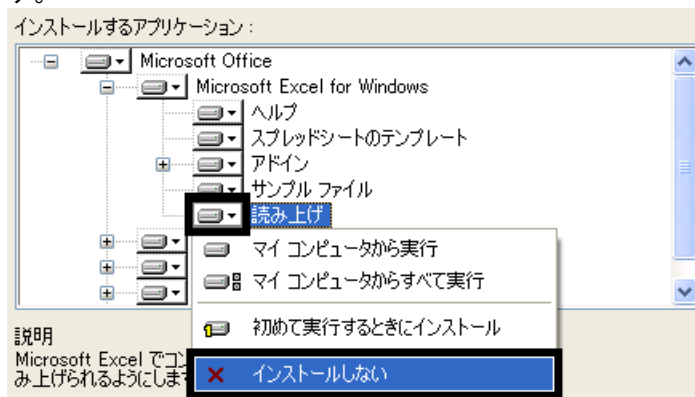 す。
インストールするアプリケーション :
Microsoft Office
Microsoft Excel for Windows
ヘルプ
スプレッドシートのテンプレート
アドイン
サンプル ファイル
読み上げ
マイ コンピュータから実行
マイ コンピュータからすべて実行
初めて実行するときにインストール
インストールしない
説明
Microsoft Excel でコン
み上げられるようにしま